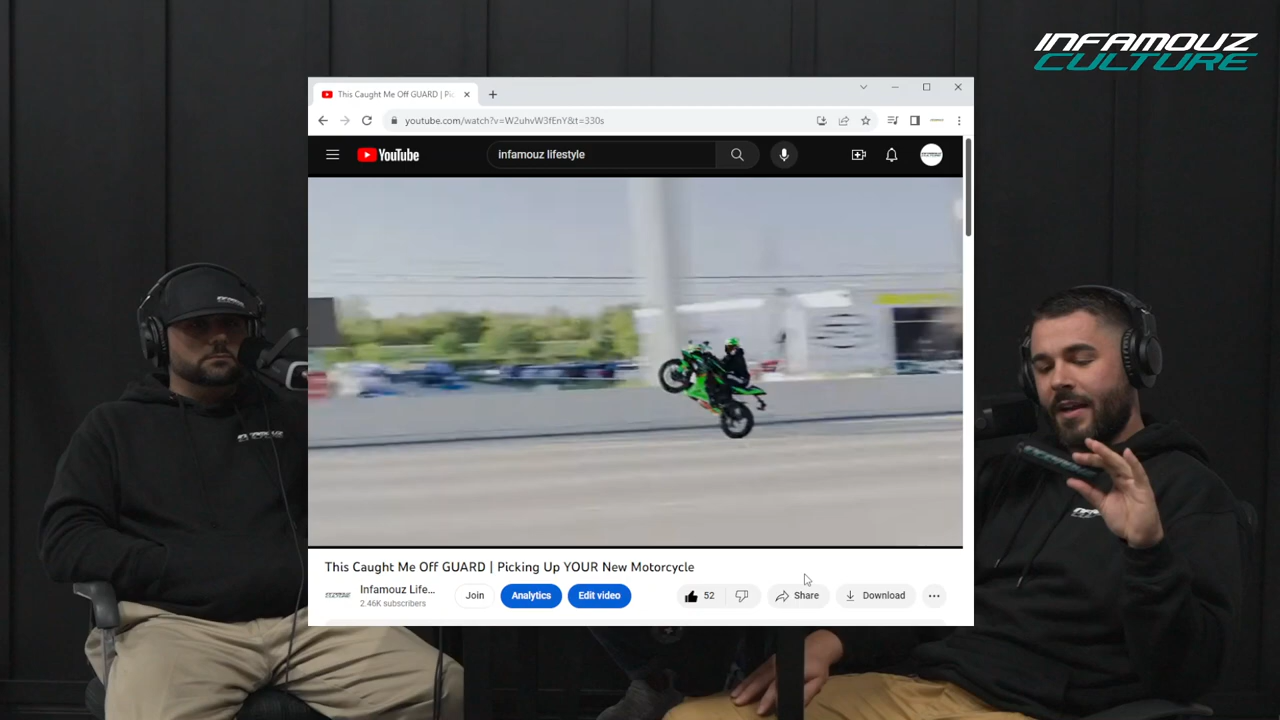 INFAMOUZ
CULTURE
This Caught Me Off GUARD | Pic
youtube.com/watch?v=W2uhvW3fEnY&t=330s
YouTube
infamouz lifestyle
This Caught Me Off GUARD | Picking Up YOUR New Motorcycle
Infamouz Life...
2.46K subscribers
Join
Analytics
Edit video
52
Share
Download